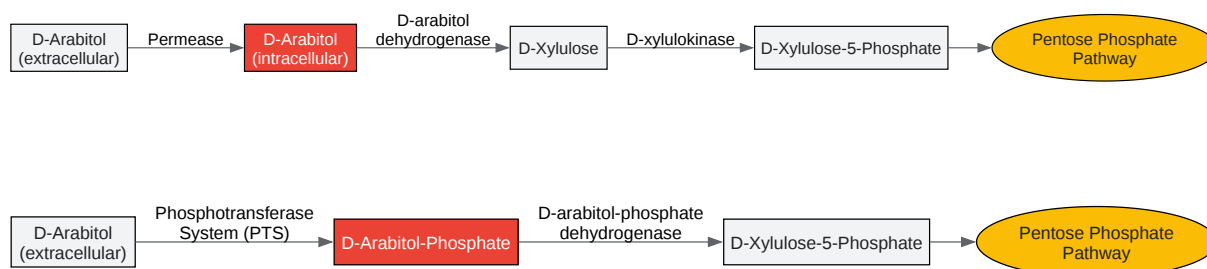 D-Arabitol
(extracellular)
Permease
D-Arabitol
(intracellular)
D-arabitol
dehydrogenase
D-Xylulose
D-xylulokinase
D-Xylulose-5-Phosphate
Pentose Phosphate
Pathway
D-Arabitol
(extracellular)
Phosphotransferase
System (PTS)
D-Arabitol-Phosphate
D-arabitol-phosphate
dehydrogenase
D-Xylulose-5-Phosphate
Pentose Phosphate
Pathway